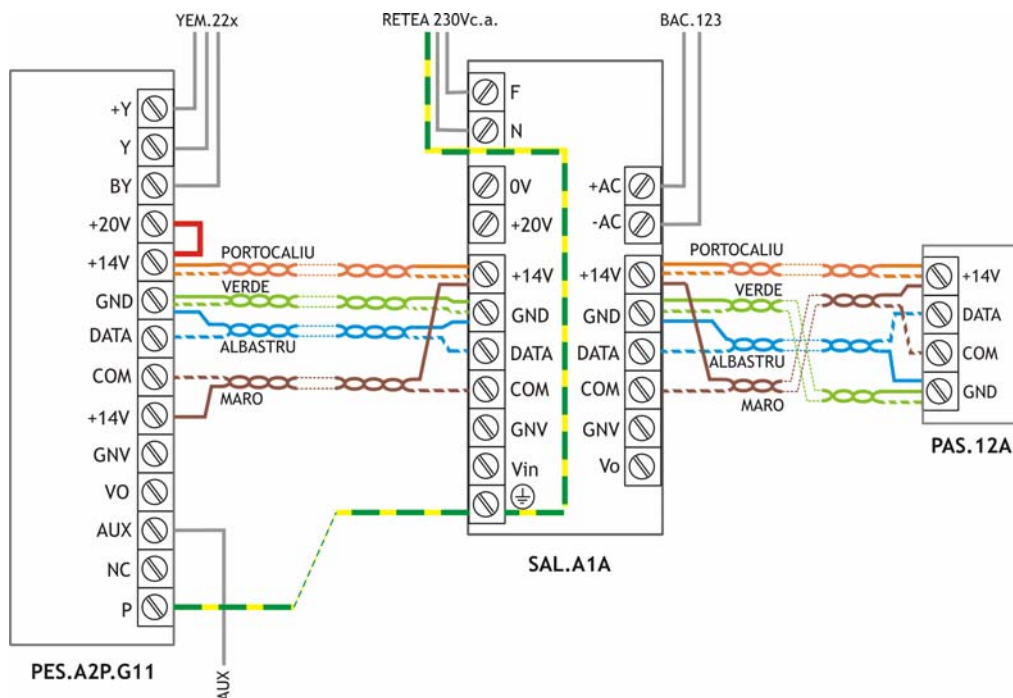 YEM.22x
RETEA 230Vc.a.
BAC.123
+Y
Y
BY
+20V
+14V
GND
DATA
COM
+14V
GNV
VO
AUX
NC
P
PES.A2P.G11
AUX
PORTOCALIU
VERDE
ALBASTRU
MARO
F
N
0V
+20V
+14V
GND
DATA
COM
GNV
Vin
+AC
-AC
+14V
GND
DATA
COM
GNV
Vo
SAL.A1A
PORTOCALIU
VERDE
ALBASTRU
MARO
+14V
DATA
COM
GND
PAS.12A